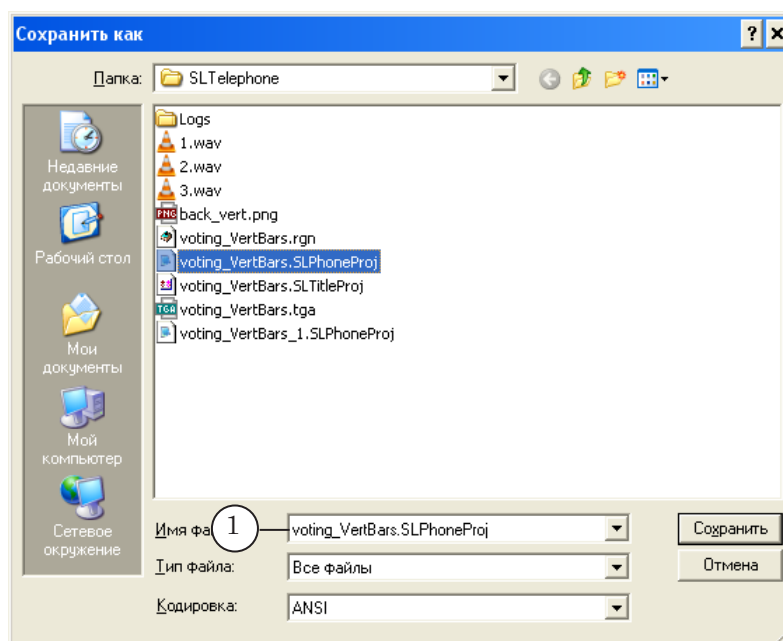 Сохранить как
Папка: SLTelephone
Недавние документы
Рабочий стол
Мои документы
Мой компьютер
Сетевое окружение
Logs
1.wav
2.wav
3.wav
back_vert.png
voting_VertBars.rgn
voting_VertBars.SLPhoneProj
voting_VertBars.SLTitleProj
voting_VertBars.tga
voting_VertBars_1.SLPhoneProj
Имя фа 1 voting_VertBars.SLPhoneProj Сохранить
Тип файла: Все файлы Отмена
Кодировка: ANSI